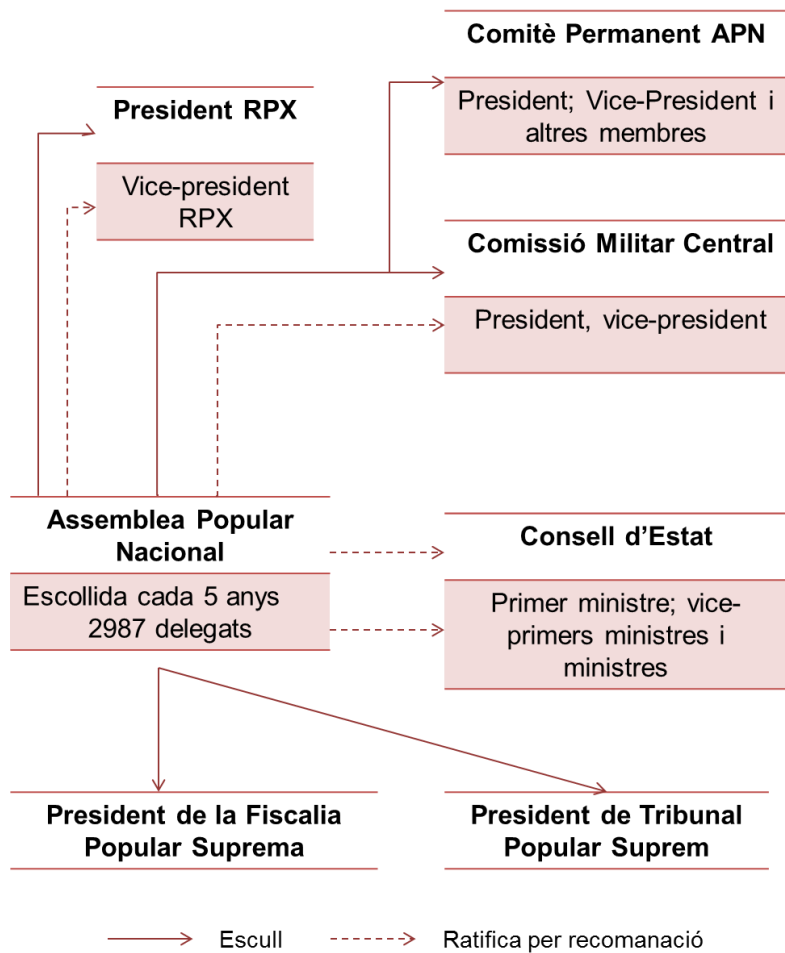 Comitè Permanent APN
President; Vice-President i
altres membres
President RPX
Vice-president
RPX
Comissió Militar Central
President, vice-president
Assemblea Popular
Nacional
Escollida cada 5 anys
2987 delegats
Consell d’Estat
Primer ministre; vice-
primers ministres i
ministres
President de la Fiscalia
Popular Suprema
President de Tribunal
Popular Suprem
Escull
Ratifica per recomanació